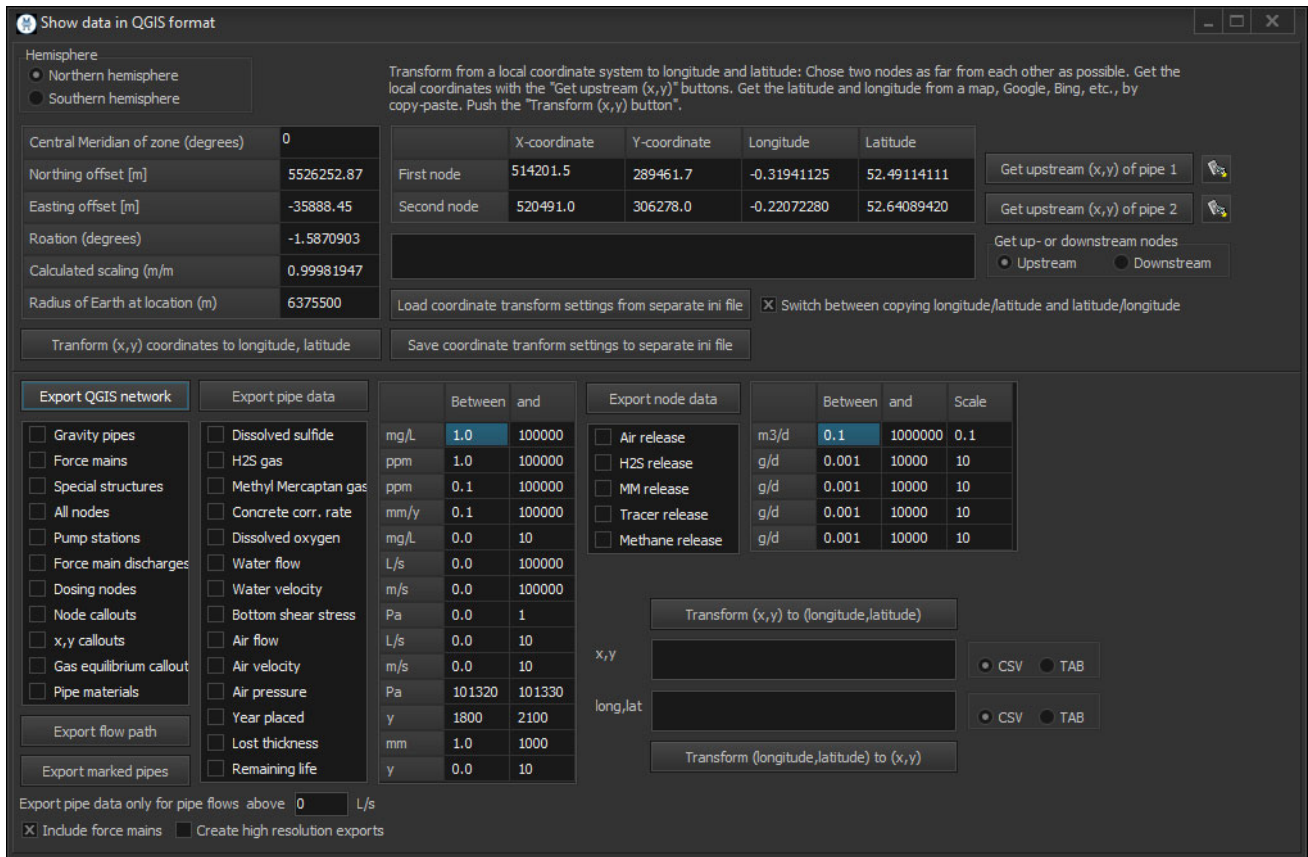 Show data in QGIS format
Hemisphere
Northern hemisphere
Southern hemisphere
Transform from a local coordinate system to longitude and latitude: Chose two nodes as far from each other as possible. Get the
local coordinates with the "Get upstream (x,y)" buttons. Get the latitude and longitude from a map, Google, Bing, etc., by
copy-paste. Push the "Transform (x,y) button".
Central Meridian of zone (degrees) 0
Northing offset [m] 5526252.87
Easting offset [m] -35888.45
Roation (degrees) -1.5870903
Calculated scaling (m/m 0.99981947
Radius of Earth at location (m) 6375500
X-coordinate Y-coordinate Longitude Latitude
First node 514201.5 289461.7 -0.31941125 52.49114111
Second node 520491.0 306278.0 -0.22072280 52.64089420
Get upstream (x,y) of pipe 1
Get upstream (x,y) of pipe 2
Get up- or downstream nodes
Upstream Downstream
Load coordinate transform settings from separate ini file
Switch between copying longitude/latitude and latitude/longitude
Tranform (x,y) coordinates to longitude, latitude
Save coordinate tranform settings to separate ini file
Export QGIS network
Gravity pipes
Force mains
Special structures
All nodes
Pump stations
Force main discharges
Dosing nodes
Node callouts
x,y callouts
Gas equilibrium callout
Pipe materials
Export flow path
Export marked pipes
Export pipe data
Between and
Dissolved sulfide mg/L 1.0 100000
H2S gas ppm 1.0 100000
Methyl Mercaptan gas ppm 0.1 100000
Concrete corr. rate mm/y 0.1 100000
Dissolved oxygen mg/L 0.0 10
Water flow L/s 0.0 100000
Water velocity m/s 0.0 100000
Bottom shear stress Pa 0.0 1
Air flow L/s 0.0 10
Air velocity m/s 0.0 10
Air pressure Pa 101320 101330
Year placed y 1800 2100
Lost thickness mm 1.0 1000
Remaining life y 0.0 10
Export node data
Between and Scale
Air release m3/d 0.1 1000000 0.1
H2S release g/d 0.001 10000 10
MM release g/d 0.001 10000 10
Tracer release g/d 0.001 10000 10
Methane release g/d 0.001 10000 10
Transform (x,y) to (longitude,latitude)
x,y
CSV TAB
long,lat
CSV TAB
Transform (longitude,latitude) to (x,y)
Export pipe data only for pipe flows above 0 L/s
Include force mains Create high resolution exports